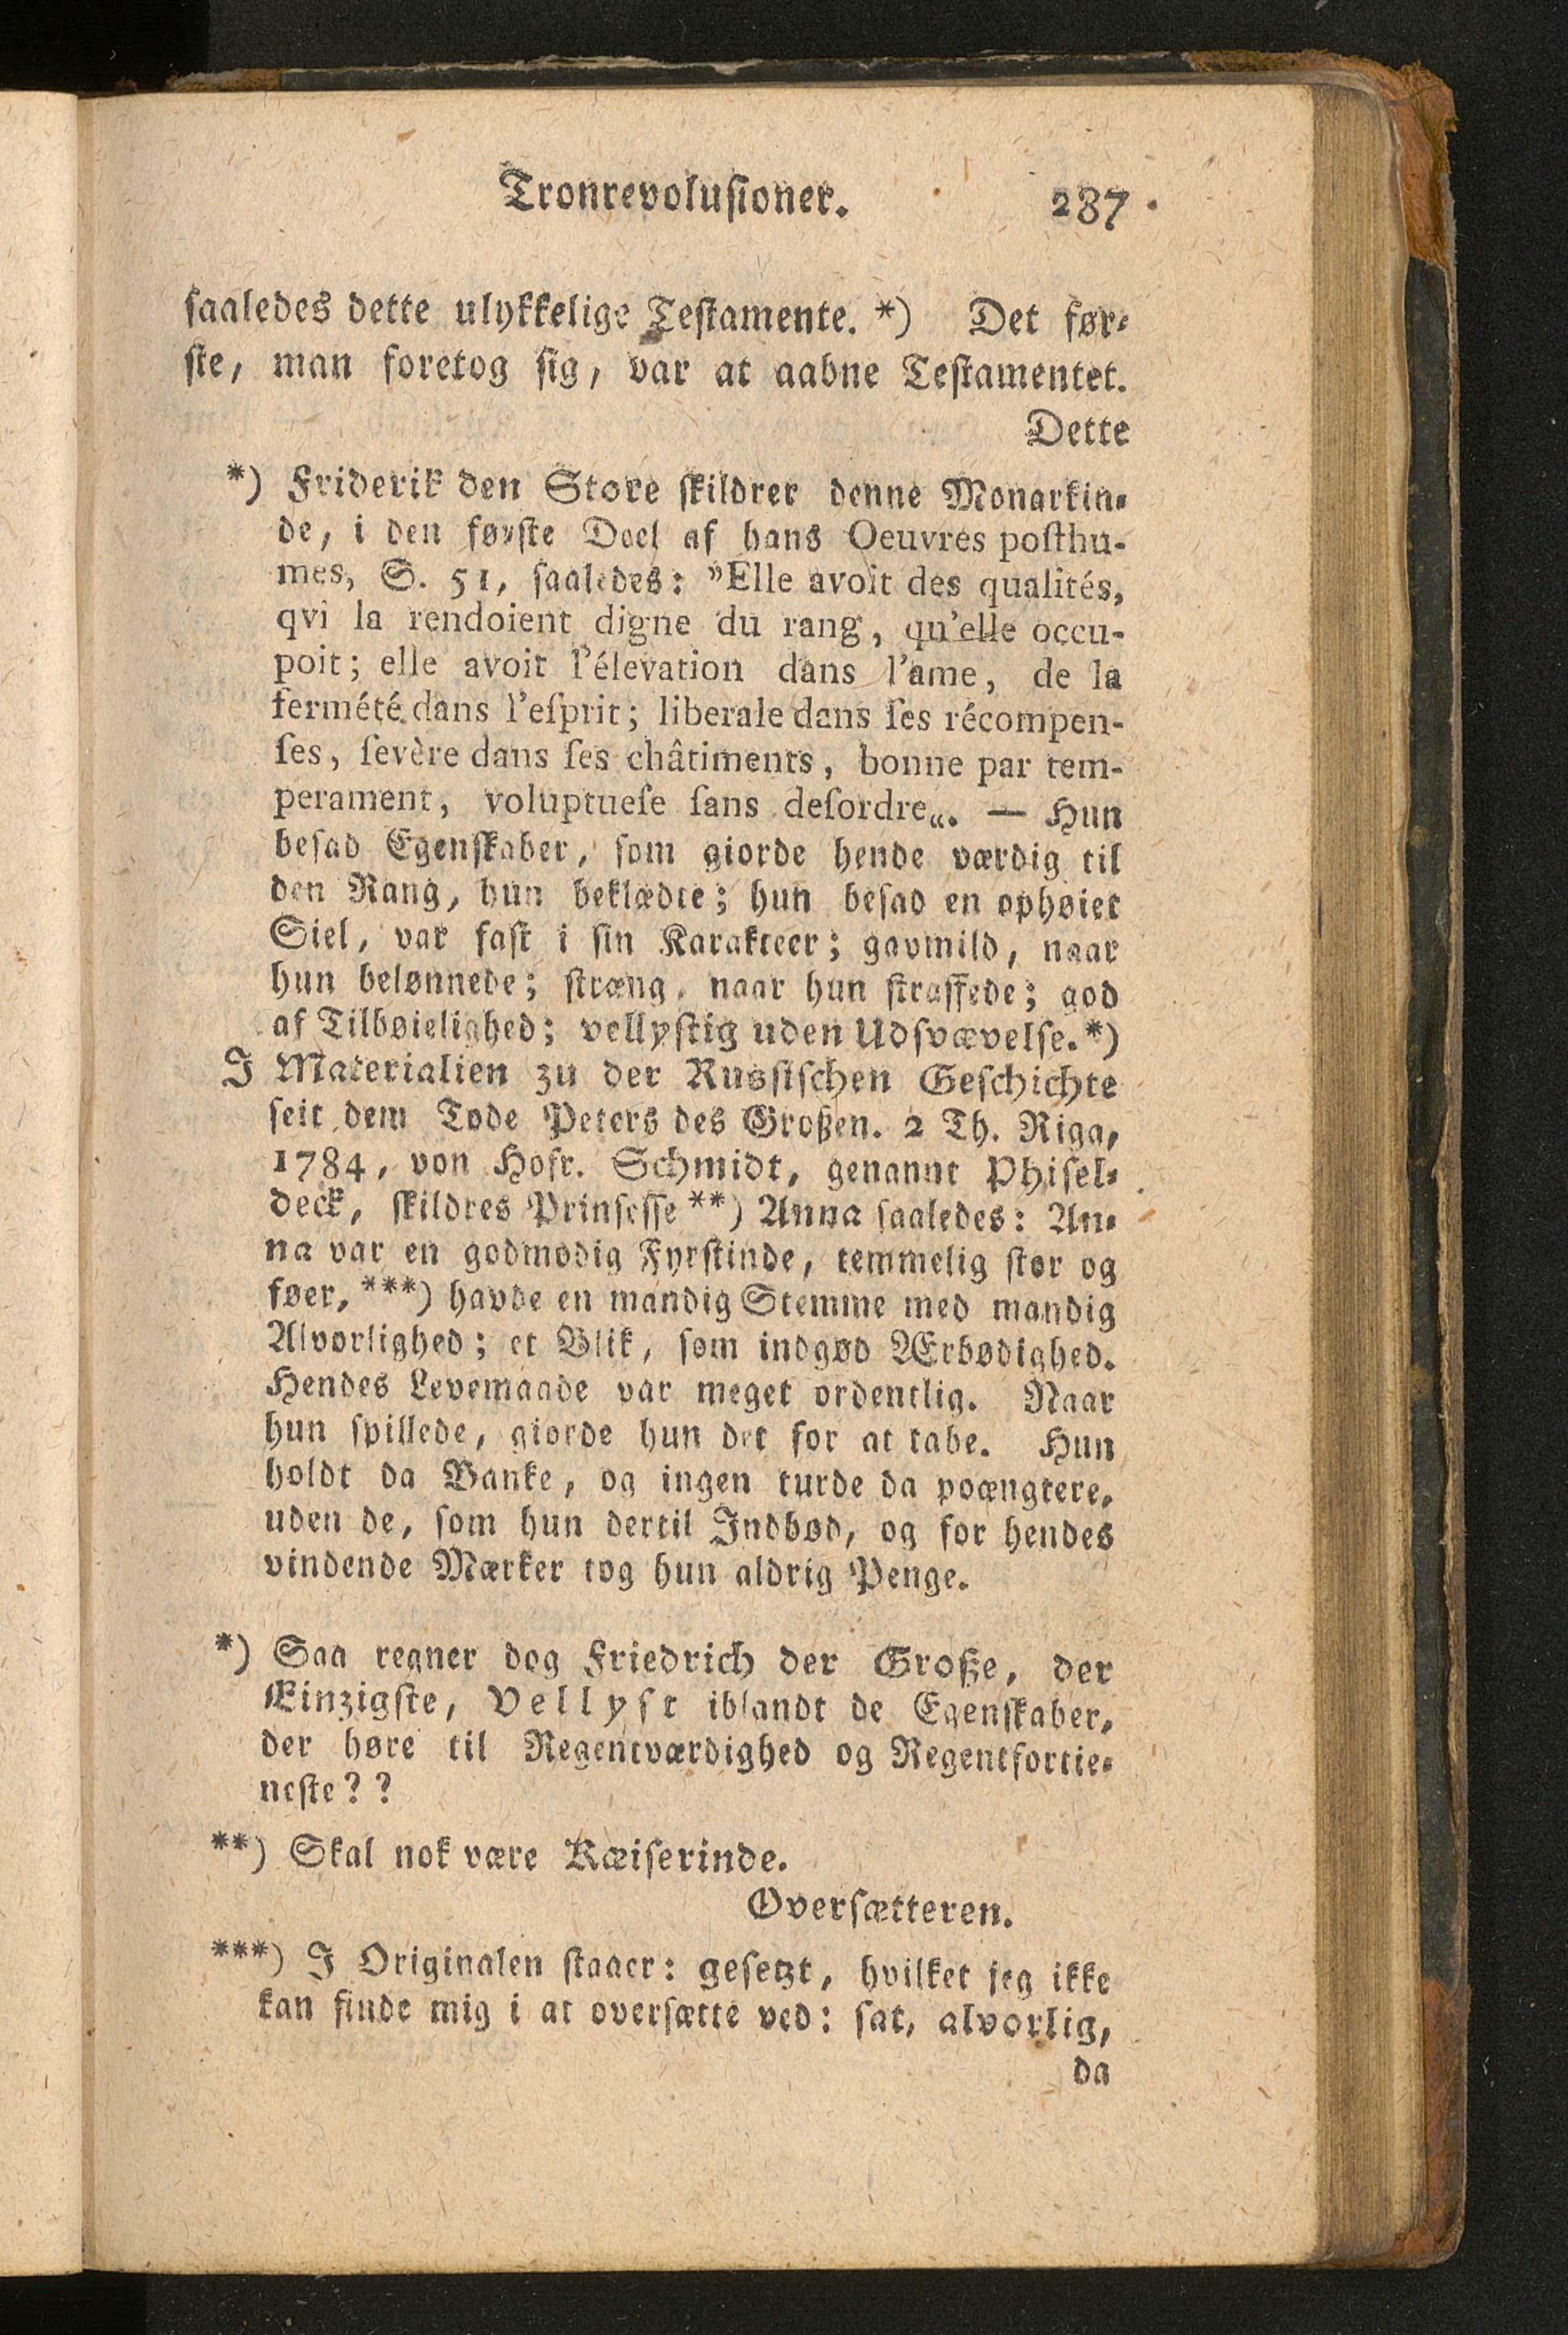 Tronrevolusioner. 287
saaledes dette ulykkelige Testamente. *) Det før-
ste, man foretog sig, var at aabne Testamentet.
Dette
*) Friderik den Store skildrer denne Monarkin-
de, i den første Deel af hans Oeuvres posthu-
mes, S. 51, saaledes: "Elle avoit des qualités,
qvi la rendoient digne du rang, qu'elle occu-
poit; elle avoit l'élevation dans l'ame, de la
fermété dans l'esprit; liberale dans ses récompen-
ses, sevère dans ses châtiments, bonne par tem-
perament, voluptuese sans desordre„. — Hun
besad Egenskaber, som giorde hende værdig til
den Rang, hun beklædte; hun besad en ophøiet
Siel, var fast i sin Karakteer; gavmild, naar
hun belønnede; stræng, naar hun straffede; god
af Tilbøielighed; vellystig uden Udsvævelse.*)
I Materialien zu der Russischen Geschichte
seit dem Tode Peters des Großen. 2 Th. Riga,
1784, von Hofr. Schmidt, genannt Phisel-
deck, skildres Prinsesse **) Anna saaledes: An-
na var en godmodig Fyrstinde, temmelig stor og
føer, ***) havde en mandig Stemme med mandig
Alvorlighed; et Blik, som indgød Ærbødighed.
Hendes Levemaade var meget ordentlig. Naar
hun spillede, giorde hun det for at tabe. Hun
holdt da Banke, og ingen turde da poængtere,
uden de, som hun dertil Indbød, og for hendes
vindende Mærker tog hun aldrig Penge.
*) Saa regner dog Friedrich der Große, der
Einzigste, Vellyst iblandt de Egenskaber,
der høre til Regentværdighed og Regentfortie-
neste??
**) Skal nok være Kæiserinde.
Oversætteren.
***) I Originalen staaer: gesetzt, hvilket jeg ikke
kan finde mig i at oversætte ved: sat, alvorlig,
da